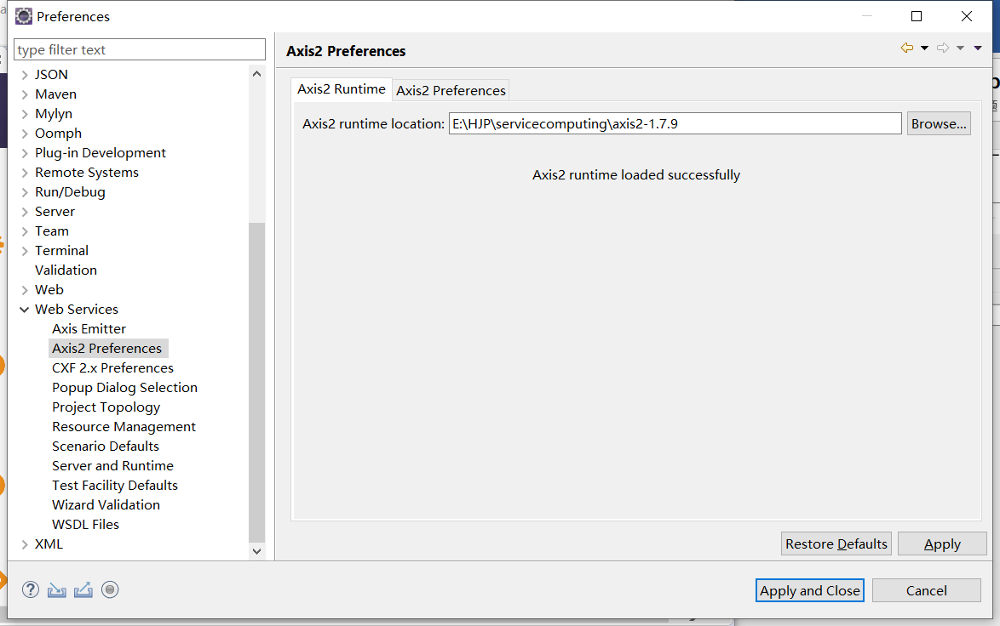 Preferences
type filter text
JSON
Maven
Mylyn
Oomph
Plug-in Development
Remote Systems
Run/Debug
Server
Team
Terminal
Validation
Web
Web Services
Axis Emitter
Axis2 Preferences
CXF 2.x Preferences
Popup Dialog Selection
Project Topology
Resource Management
Scenario Defaults
Server and Runtime
Test Facility Defaults
Wizard Validation
WSDL Files
XML
Axis2 Preferences
Axis2 Runtime Axis2 Preferences
Axis2 runtime location: E:\HJP\servicecomputing\axis2-1.7.9 Browse...
Axis2 runtime loaded successfully
Restore Defaults Apply
Apply and Close Cancel